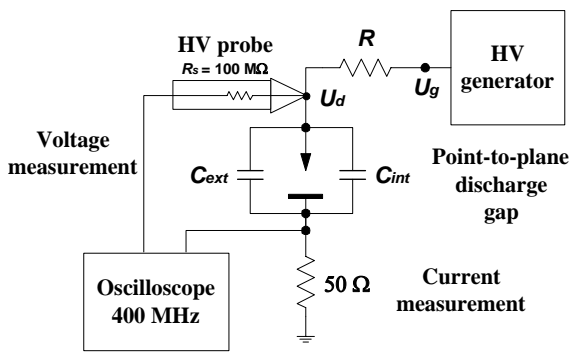 HV probe
Rs = 100 MΩ
R
HV
generator
Ud
Ug
Voltage
measurement
Cext
Cint
Point-to-plane
discharge
gap
Oscilloscope
400 MHz
50 Ω
Current
measurement